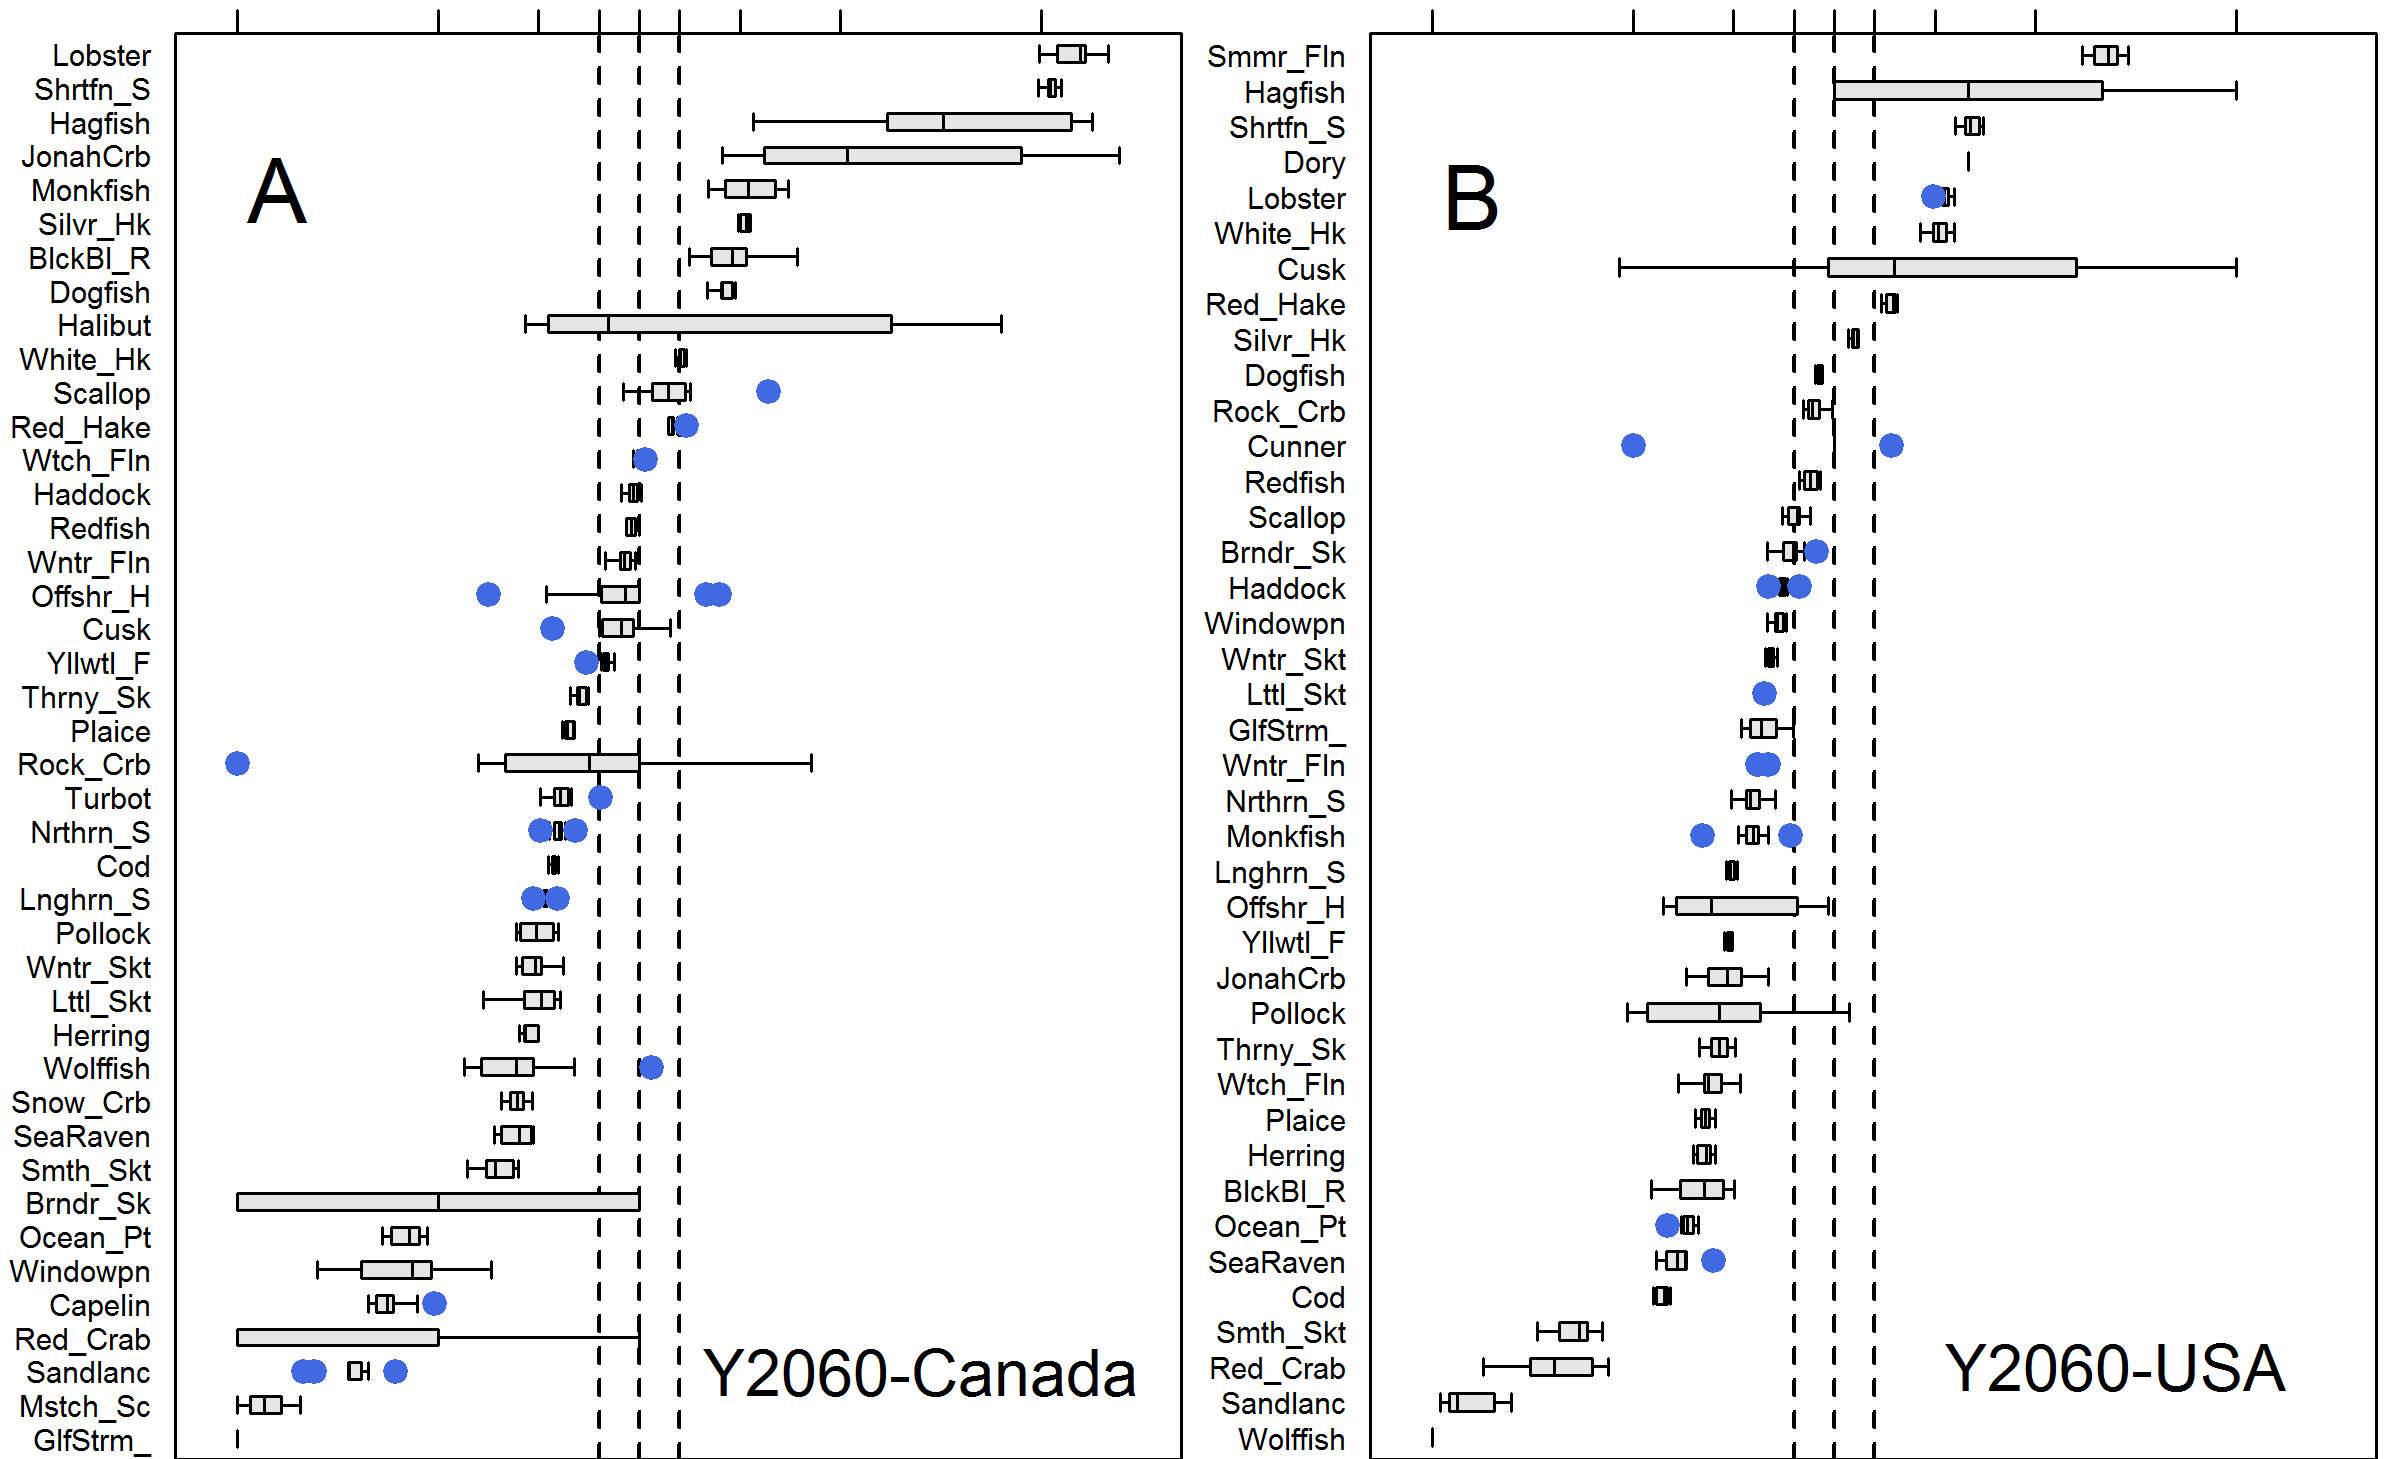 Lobster
Shrtfn_S
Hagfish
JonahCrb
Monkfish
Silvr_Hk
BlckBl_R
Dogfish
Halibut
White_Hk
Scallop
Red_Hake
Wtch_Fln
Haddock
Redfish
Wntr_Fln
Offshr_H
Cusk
Yllwtl_F
Thrny_Sk
Plaice
Rock_Crb
Turbot
Nrthrn_S
Cod
Lnghrn_S
Pollock
Wntr_Skt
Lttl_Skt
Herring
Wolffish
Snow_Crb
SeaRaven
Smth_Skt
Brndr_Sk
Ocean_Pt
Windowpn
Capelin
Red_Crab
Sandlanc
Mstch_Sc
GlfStrm_
A
Y2060-Canada
Smmr_Fln
Hagfish
Shrtfn_S
Dory
Lobster
White_Hk
Cusk
Red_Hake
Silvr_Hk
Dogfish
Rock_Crb
Cunner
Redfish
Scallop
Brndr_Sk
Haddock
Windowpn
Wntr_Skt
Lttl_Skt
GlfStrm_
Wntr_Fln
Nrthrn_S
Monkfish
Lnghrn_S
Offshr_H
Yllwtl_F
JonahCrb
Pollock
Thrny_Sk
Wtch_Fln
Plaice
Herring
BlckBl_R
Ocean_Pt
SeaRaven
Cod
Smth_Skt
Red_Crab
Sandlanc
Wolffish
B
Y2060-USA